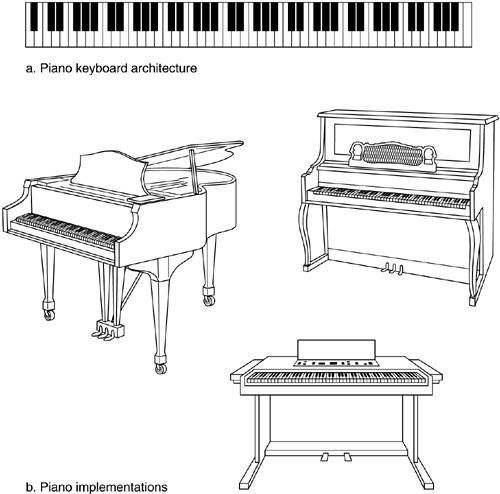 a. Piano keyboard architecture
b. Piano implementations